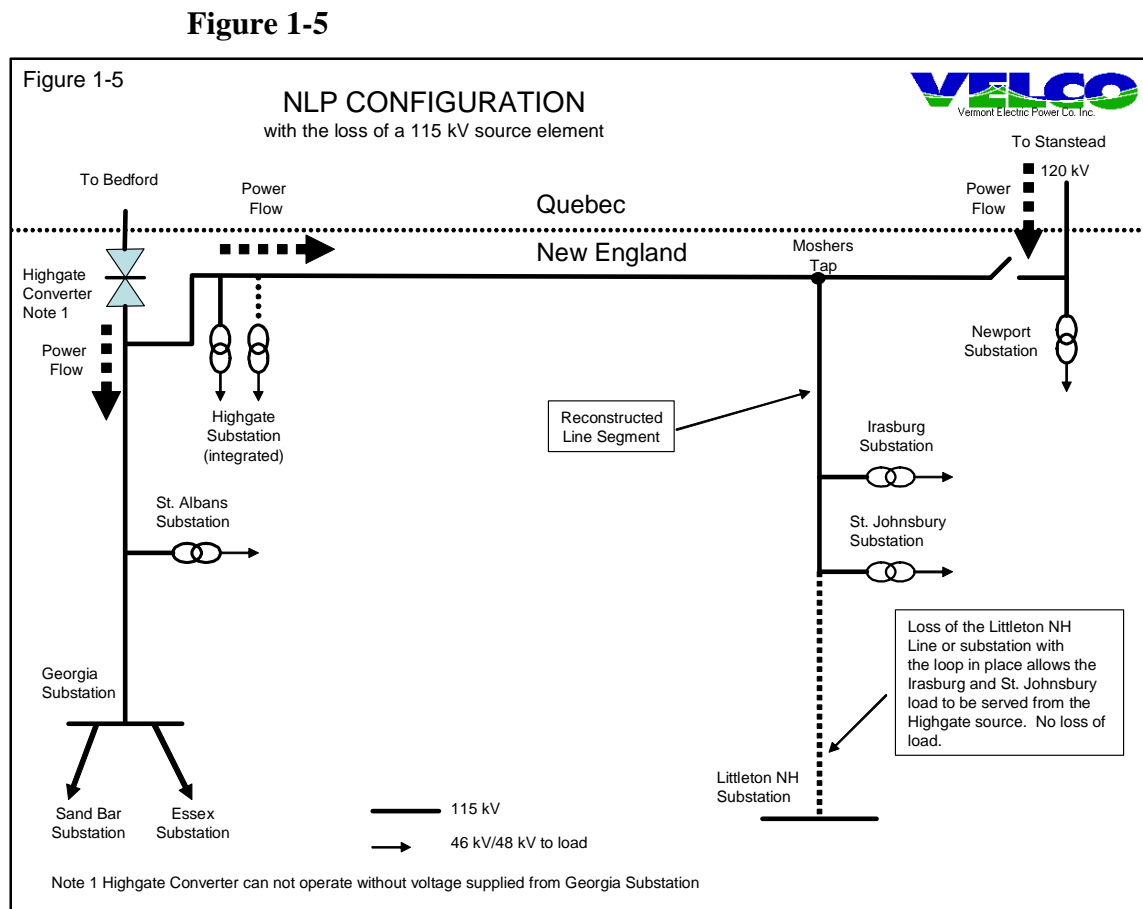 Figure 1-5
Figure 1-5
NLP CONFIGURATION
with the loss of a 115 kV source element
VELCO
Vermont Electric Power Co. Inc.
To Stanstead
120 kV
To Bedford
Power
Flow
Quebec
Power
Flow
New England
Moshers
Tap
Highgate
Converter
Note 1
Power
Flow
Newport
Substation
Highgate
Substation
(integrated)
Reconstructed
Line Segment
Irasburg
Substation
St. Albans
Substation
St. Johnsbury
Substation
Loss of the Littleton NH
Line or substation with
the loop in place allows the
Irasburg and St. Johnsbury
load to be served from the
Highgate source. No loss of
load.
Georgia
Substation
Littleton NH
Substation
Sand Bar
Substation
Essex
Substation
115 kV
46 kV/48 kV to load
Note 1 Highgate Converter can not operate without voltage supplied from Georgia Substation